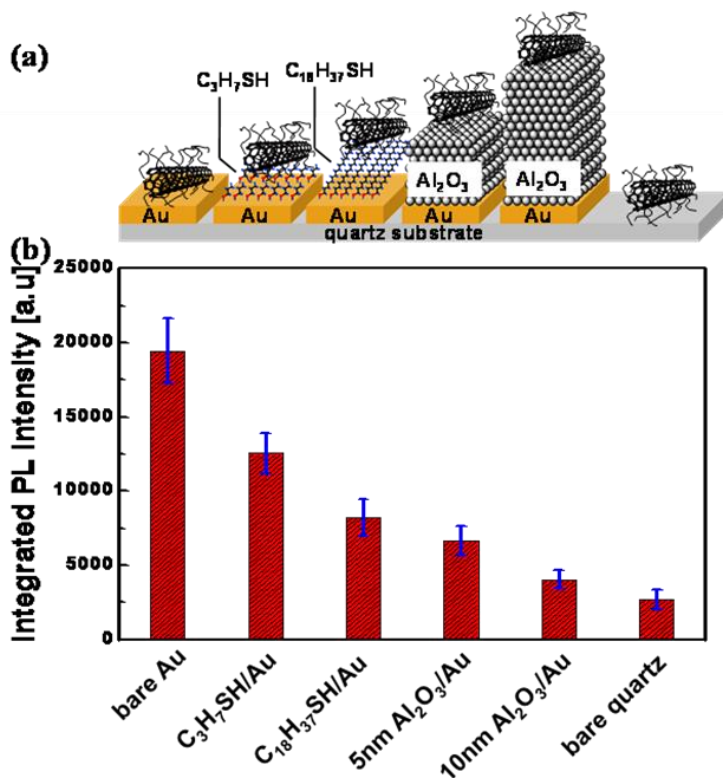 (a)
C₃H₇SH
C₁₈H₃₇SH
Al₂O₃
Al₂O₃
Au
Au
Au
Au
Au
quartz substrate
(b)
Integrated PL Intensity [a.u]
25000
20000
15000
10000
5000
0
bare Au
C₃H₇SH/Au
C₁₈H₃₇SH/Au
5nm Al₂O₃/Au
10nm Al₂O₃/Au
bare quartz